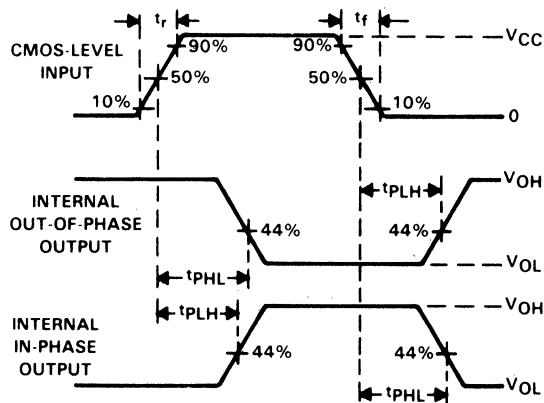 tr
tf
CMOS-LEVEL
INPUT
90%
90%
VCC
50%
50%
10%
10%
0
INTERNAL
OUT-OF-PHASE
OUTPUT
tPLH
VOH
44%
44%
tPHL
VOL
tPLH
VOH
INTERNAL
IN-PHASE
OUTPUT
44%
44%
tPHL
VOL